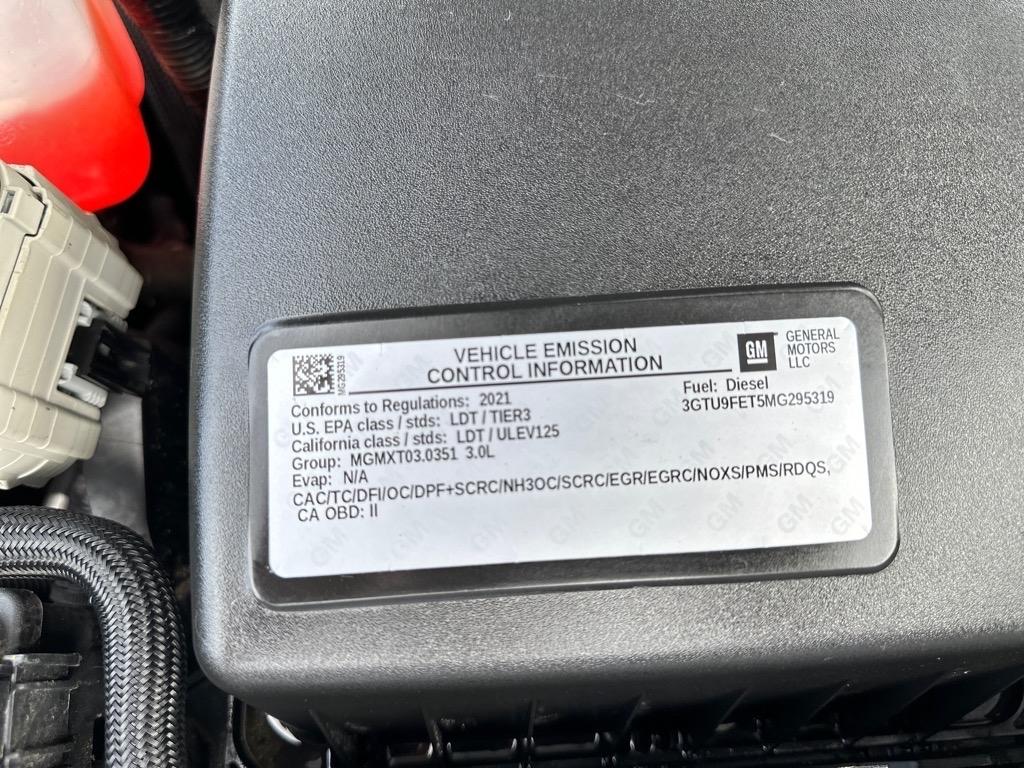 MG295319
VEHICLE EMISSION
CONTROL INFORMATION
GM
GENERAL
MOTORS
LLC
Conforms to Regulations: 2021
U.S. EPA class / stds: LDT / TIER3
California class / stds: LDT / ULEV125
Group: MGMXT03.0351 3.0L
Evap: N/A
Fuel: Diesel
3GTU9FET5MG295319
CAC/TC/DFI/OC/DPF+SCRC/NH3OC/SCRC/EGR/EGRC/NOXS/PMS/RDQS,
CA OBD: II